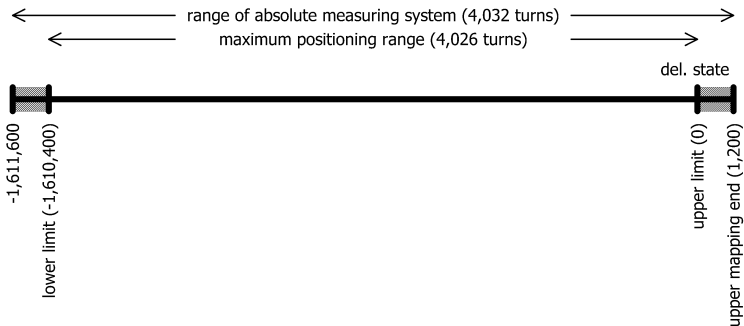 range of absolute measuring system (4,032 turns)
maximum positioning range (4,026 turns)
del. state
-1,611,600
lower limit (-1,610,400)
upper limit (0)
upper mapping end (1,200)